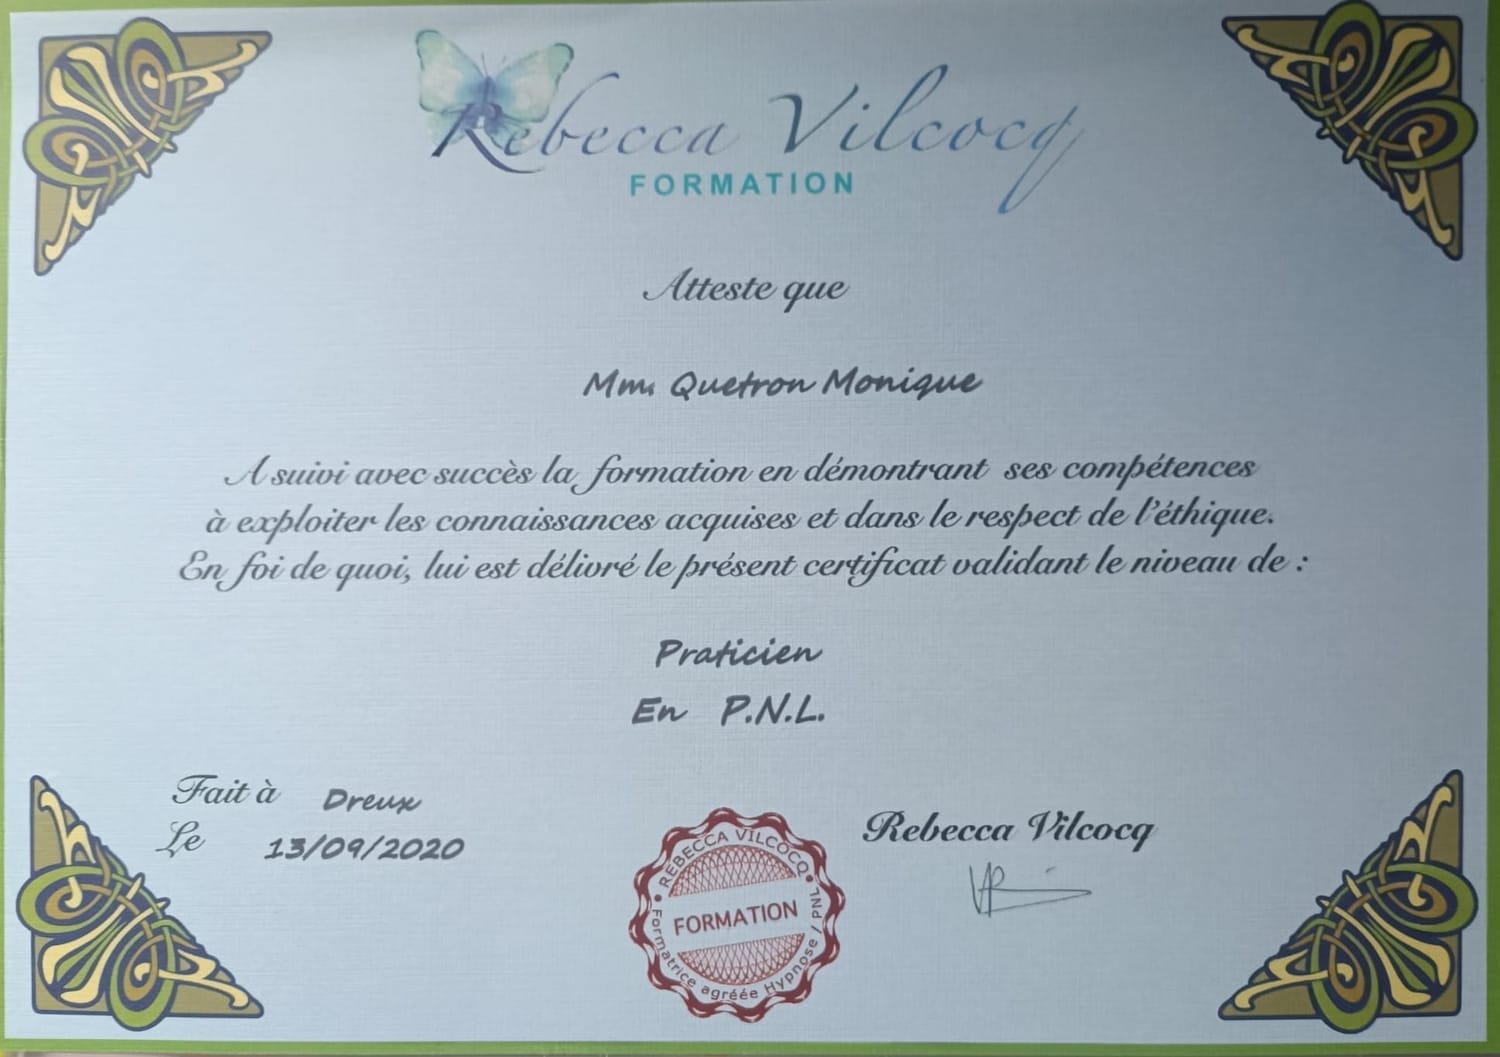 Rebecca Vilcocq
FORMATION
Atteste que
Mme Quetron Monique
A suivi avec succès la formation en démontrant ses compétences
à exploiter les connaissances acquises et dans le respect de l'éthique.
En foi de quoi, lui est délivré le présent certificat validant le niveau de :
Praticien
En P.N.L.
Fait à Dreux
Le 13/09/2020
REBECCA VILCOCQ
FORMATION
Formatrice agréée Hypnose / PNL
Rebecca Vilcocq
VR